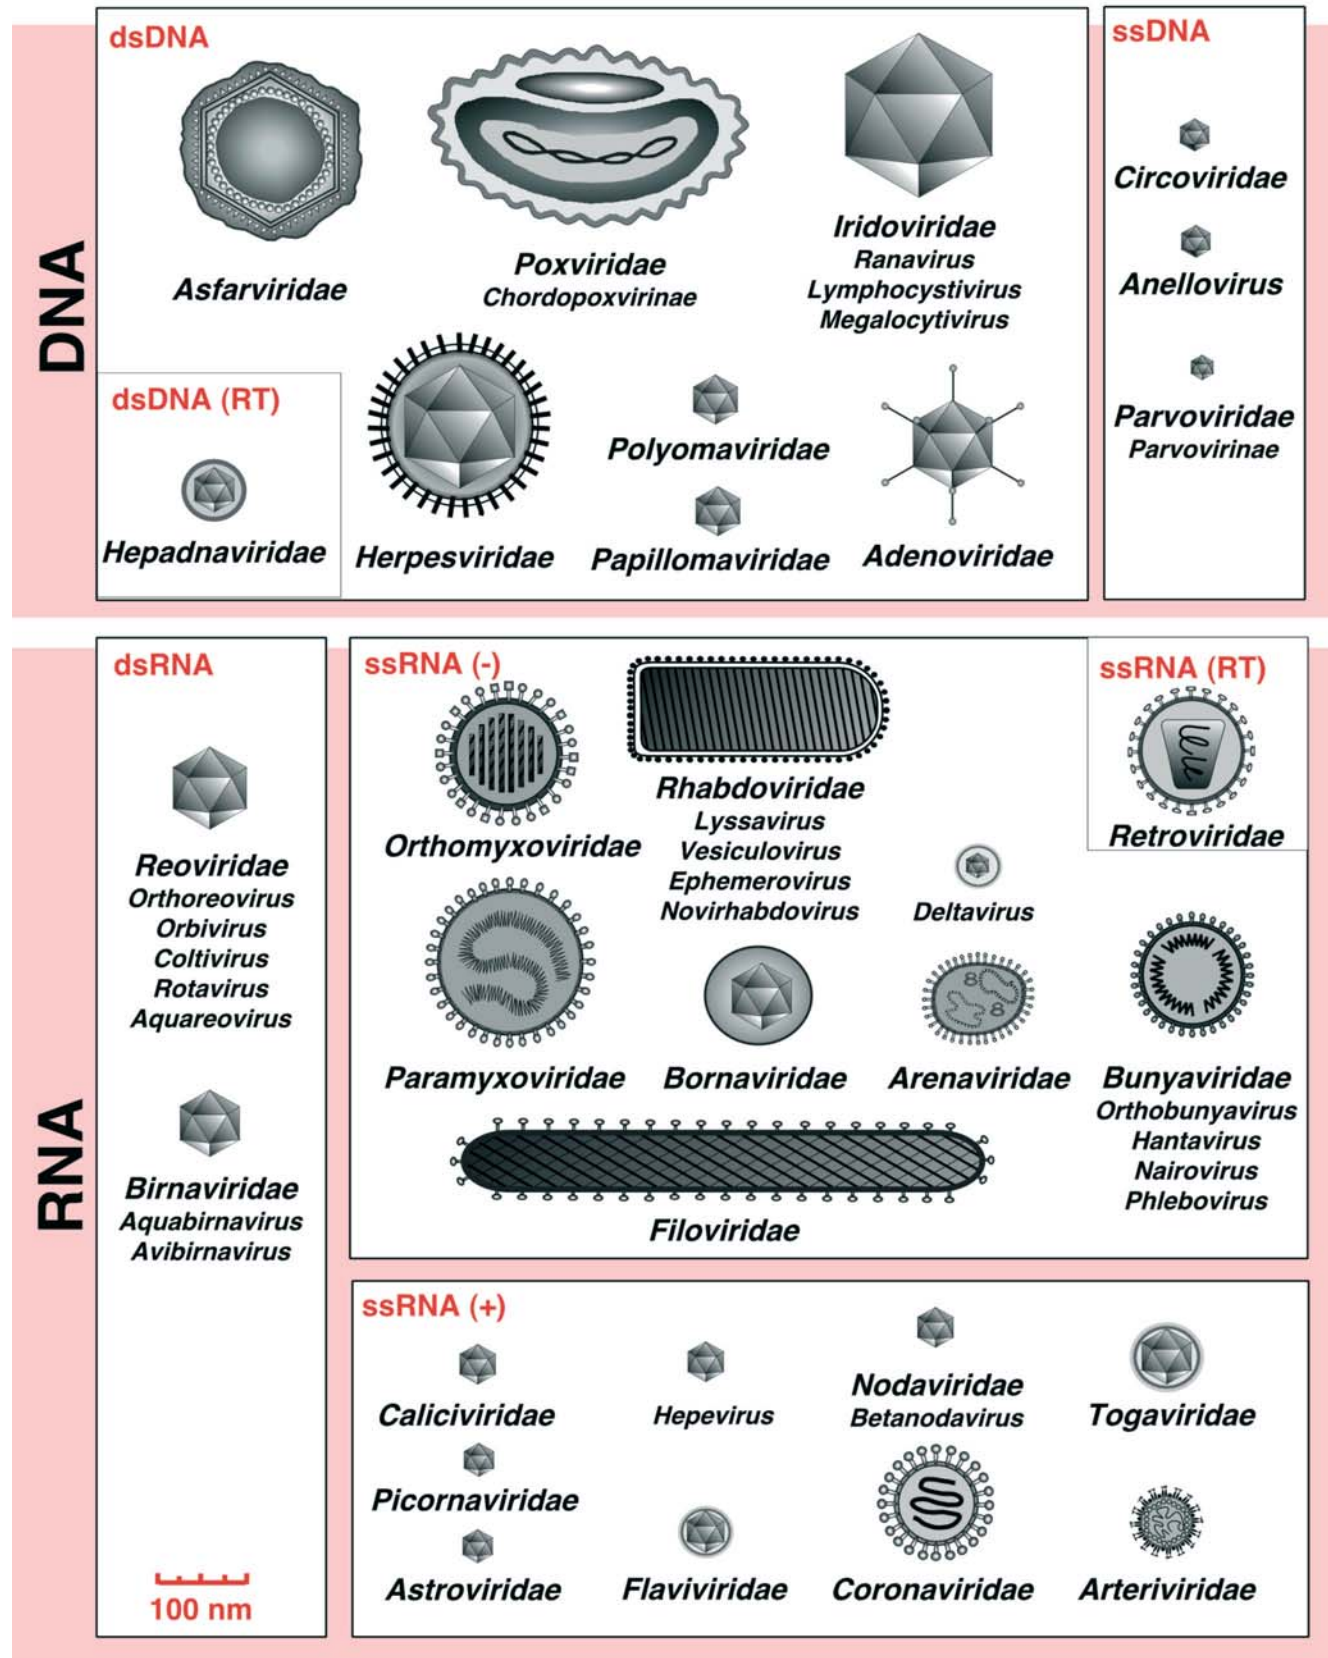 DNA
dsDNA
Asfarviridae
Poxviridae
Chordopoxvirinae
Iridoviridae
Ranavirus
Lymphocystivirus
Megalocytivirus
dsDNA (RT)
Hepadnaviridae
Herpesviridae
Polyomaviridae
Papillomaviridae
Adenoviridae
ssDNA
Circoviridae
Anellovirus
Parvoviridae
Parvovirinae
RNA
dsRNA
Reoviridae
Orthoreovirus
Orbivirus
Coltivirus
Rotavirus
Aquareovirus
Birnaviridae
Aquabirnavirus
Avibirnavirus
100 nm
ssRNA (-)
Orthomyxoviridae
Rhabdoviridae
Lyssavirus
Vesiculovirus
Ephemerovirus
Novirhabdovirus
Deltavirus
ssRNA (RT)
Retroviridae
Paramyxoviridae
Bornaviridae
8
8
Arenaviridae
Bunyaviridae
Orthobunyavirus
Hantavirus
Nairovirus
Phlebovirus
Filoviridae
ssRNA (+)
Caliciviridae
Hepevirus
Nodaviridae
Betanodavirus
Togaviridae
Picornaviridae
Astroviridae
Flaviviridae
Coronaviridae
Arteriviridae